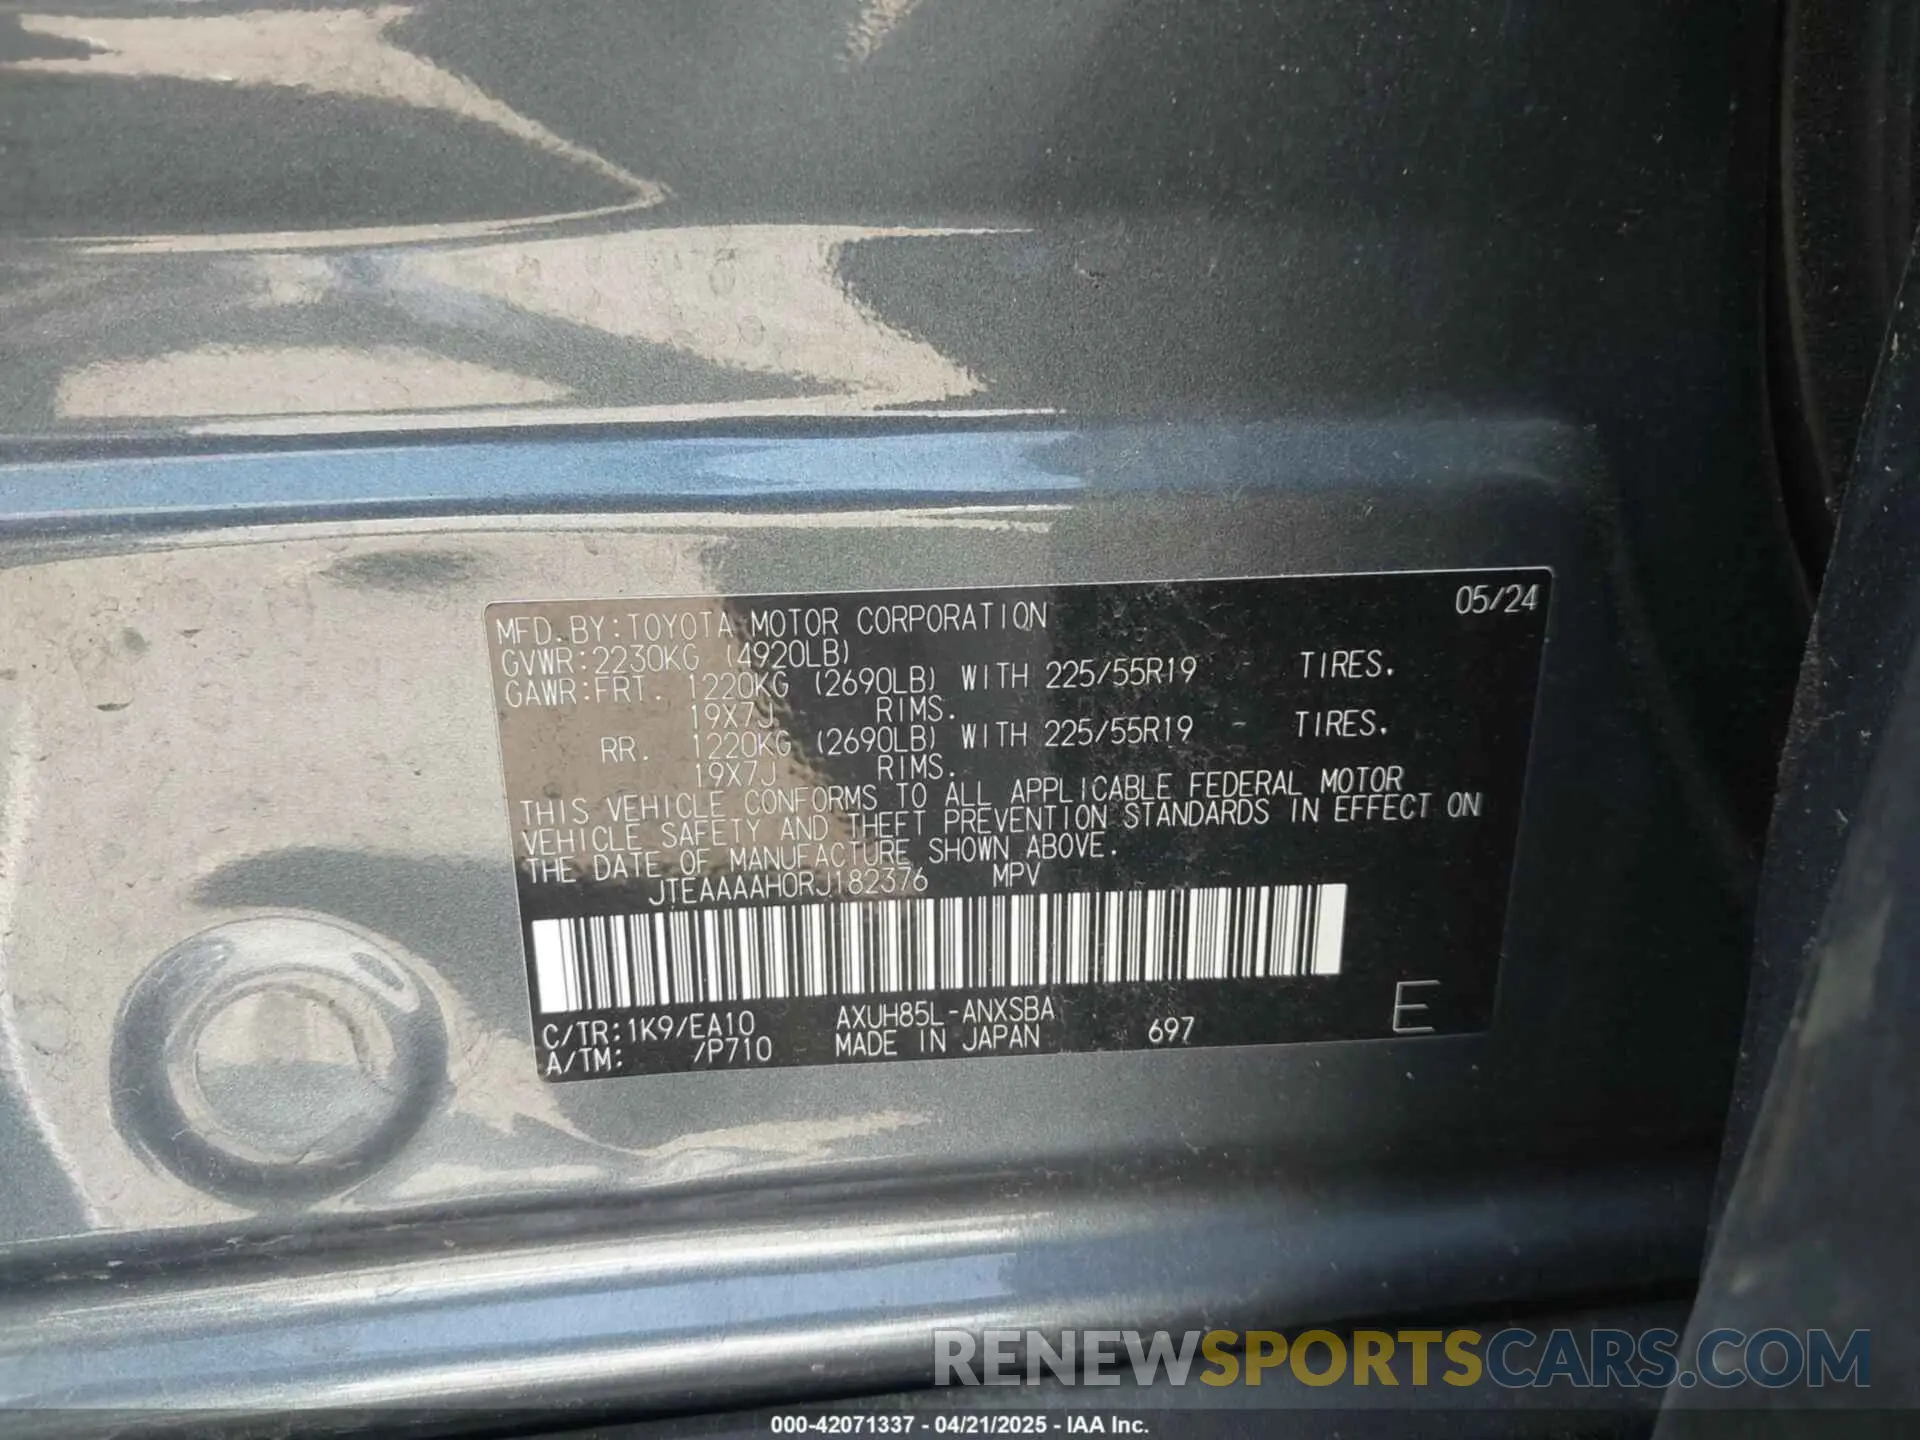 05/24
MFD.BY:TOYOTA MOTOR CORPORATION
GVWR:2230KG (4920LB)
GAWR:FRT. 1220KG (2690LB) WITH 225/55R19 - TIRES.
19X7J RIMS.
RR. 1220KG (2690LB) WITH 225/55R19 - TIRES.
19X7J RIMS.
THIS VEHICLE CONFORMS TO ALL APPLICABLE FEDERAL MOTOR
VEHICLE SAFETY AND THEFT PREVENTION STANDARDS IN EFFECT ON
THE DATE OF MANUFACTURE SHOWN ABOVE.
JTEAAAAH0RJ182376 MPV
C/TR:1K9/EA10 AXUH85L-ANXSBA
A/TM: /P710 MADE IN JAPAN 697 E
RENEWSPORTSCARS.COM
000-42071337 - 04/21/2025 - IAA Inc.